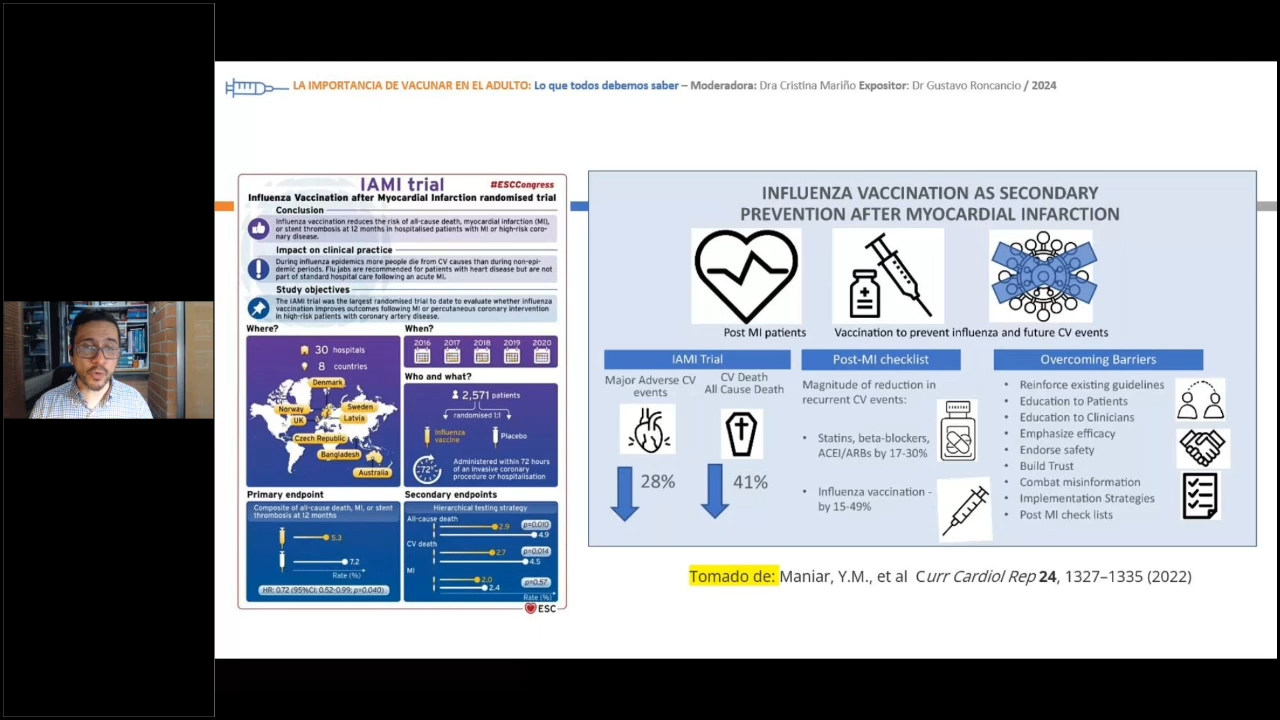 LA IMPORTANCIA DE VACUNAR EN EL ADULTO: Lo que todos debemos saber – Moderadora: Dra Cristina Mariño Expositor: Dr Gustavo Roncancio / 2024
IAMI trial
#ESCCongress
Influenza Vaccination after Myocardial Infarction randomised trial
Conclusion
Influenza vaccination reduces the risk of all-cause death, myocardial infarction (MI),
or stent thrombosis at 12 months in hospitalised patients with MI or high-risk coro-
nary disease.
Impact on clinical practice
During influenza epidemics more people die from CV causes than during non-epi-
demic periods. Flu jabs are recommended for patients with heart disease but are not
part of standard hospital care following an acute MI.
Study objectives
The IAMI trial was the largest randomised trial to date to evaluate whether influenza
vaccination improves outcomes following MI or percutaneous coronary intervention
in high-risk patients with coronary artery disease.
Where?
30 hospitals
8 countries
Denmark
Norway
Sweden
UK
Latvia
Czech Republic
Bangladesh
Australia
When?
2016 2017 2018 2019 2020
Who and what?
2,571 patients
randomised 1:1
Influenza
vaccine
Placebo
72h
Administered within 72 hours
of an invasive coronary
procedure or hospitalisation
Primary endpoint
Composite of all-cause death, MI, or stent
thrombosis at 12 months
5.3
7.2
Rate (%)
HR: 0.72 (95%CI: 0.52-0.99; p=0.040)
Secondary endpoints
Hierarchical testing strategy
All-cause death
2.9
p=0.010
4.9
CV death
2.7
p=0.014
4.5
MI
2.0
p=0.57
2.4
Rate (%)
ESC
INFLUENZA VACCINATION AS SECONDARY
PREVENTION AFTER MYOCARDIAL INFARCTION
Post MI patients
Vaccination to prevent influenza and future CV events
IAMI Trial
Major Adverse CV
events
CV Death
All Cause Death
28%
41%
Post-MI checklist
Magnitude of reduction in
recurrent CV events:
• Statins, beta-blockers,
ACEI/ARBs by 17-30%
• Influenza vaccination -
by 15-49%
Overcoming Barriers
• Reinforce existing guidelines
• Education to Patients
• Education to Clinicians
• Emphasize efficacy
• Endorse safety
• Build Trust
• Combat misinformation
• Implementation Strategies
• Post MI check lists
Tomado de: Maniar, Y.M., et al Curr Cardiol Rep 24, 1327–1335 (2022)